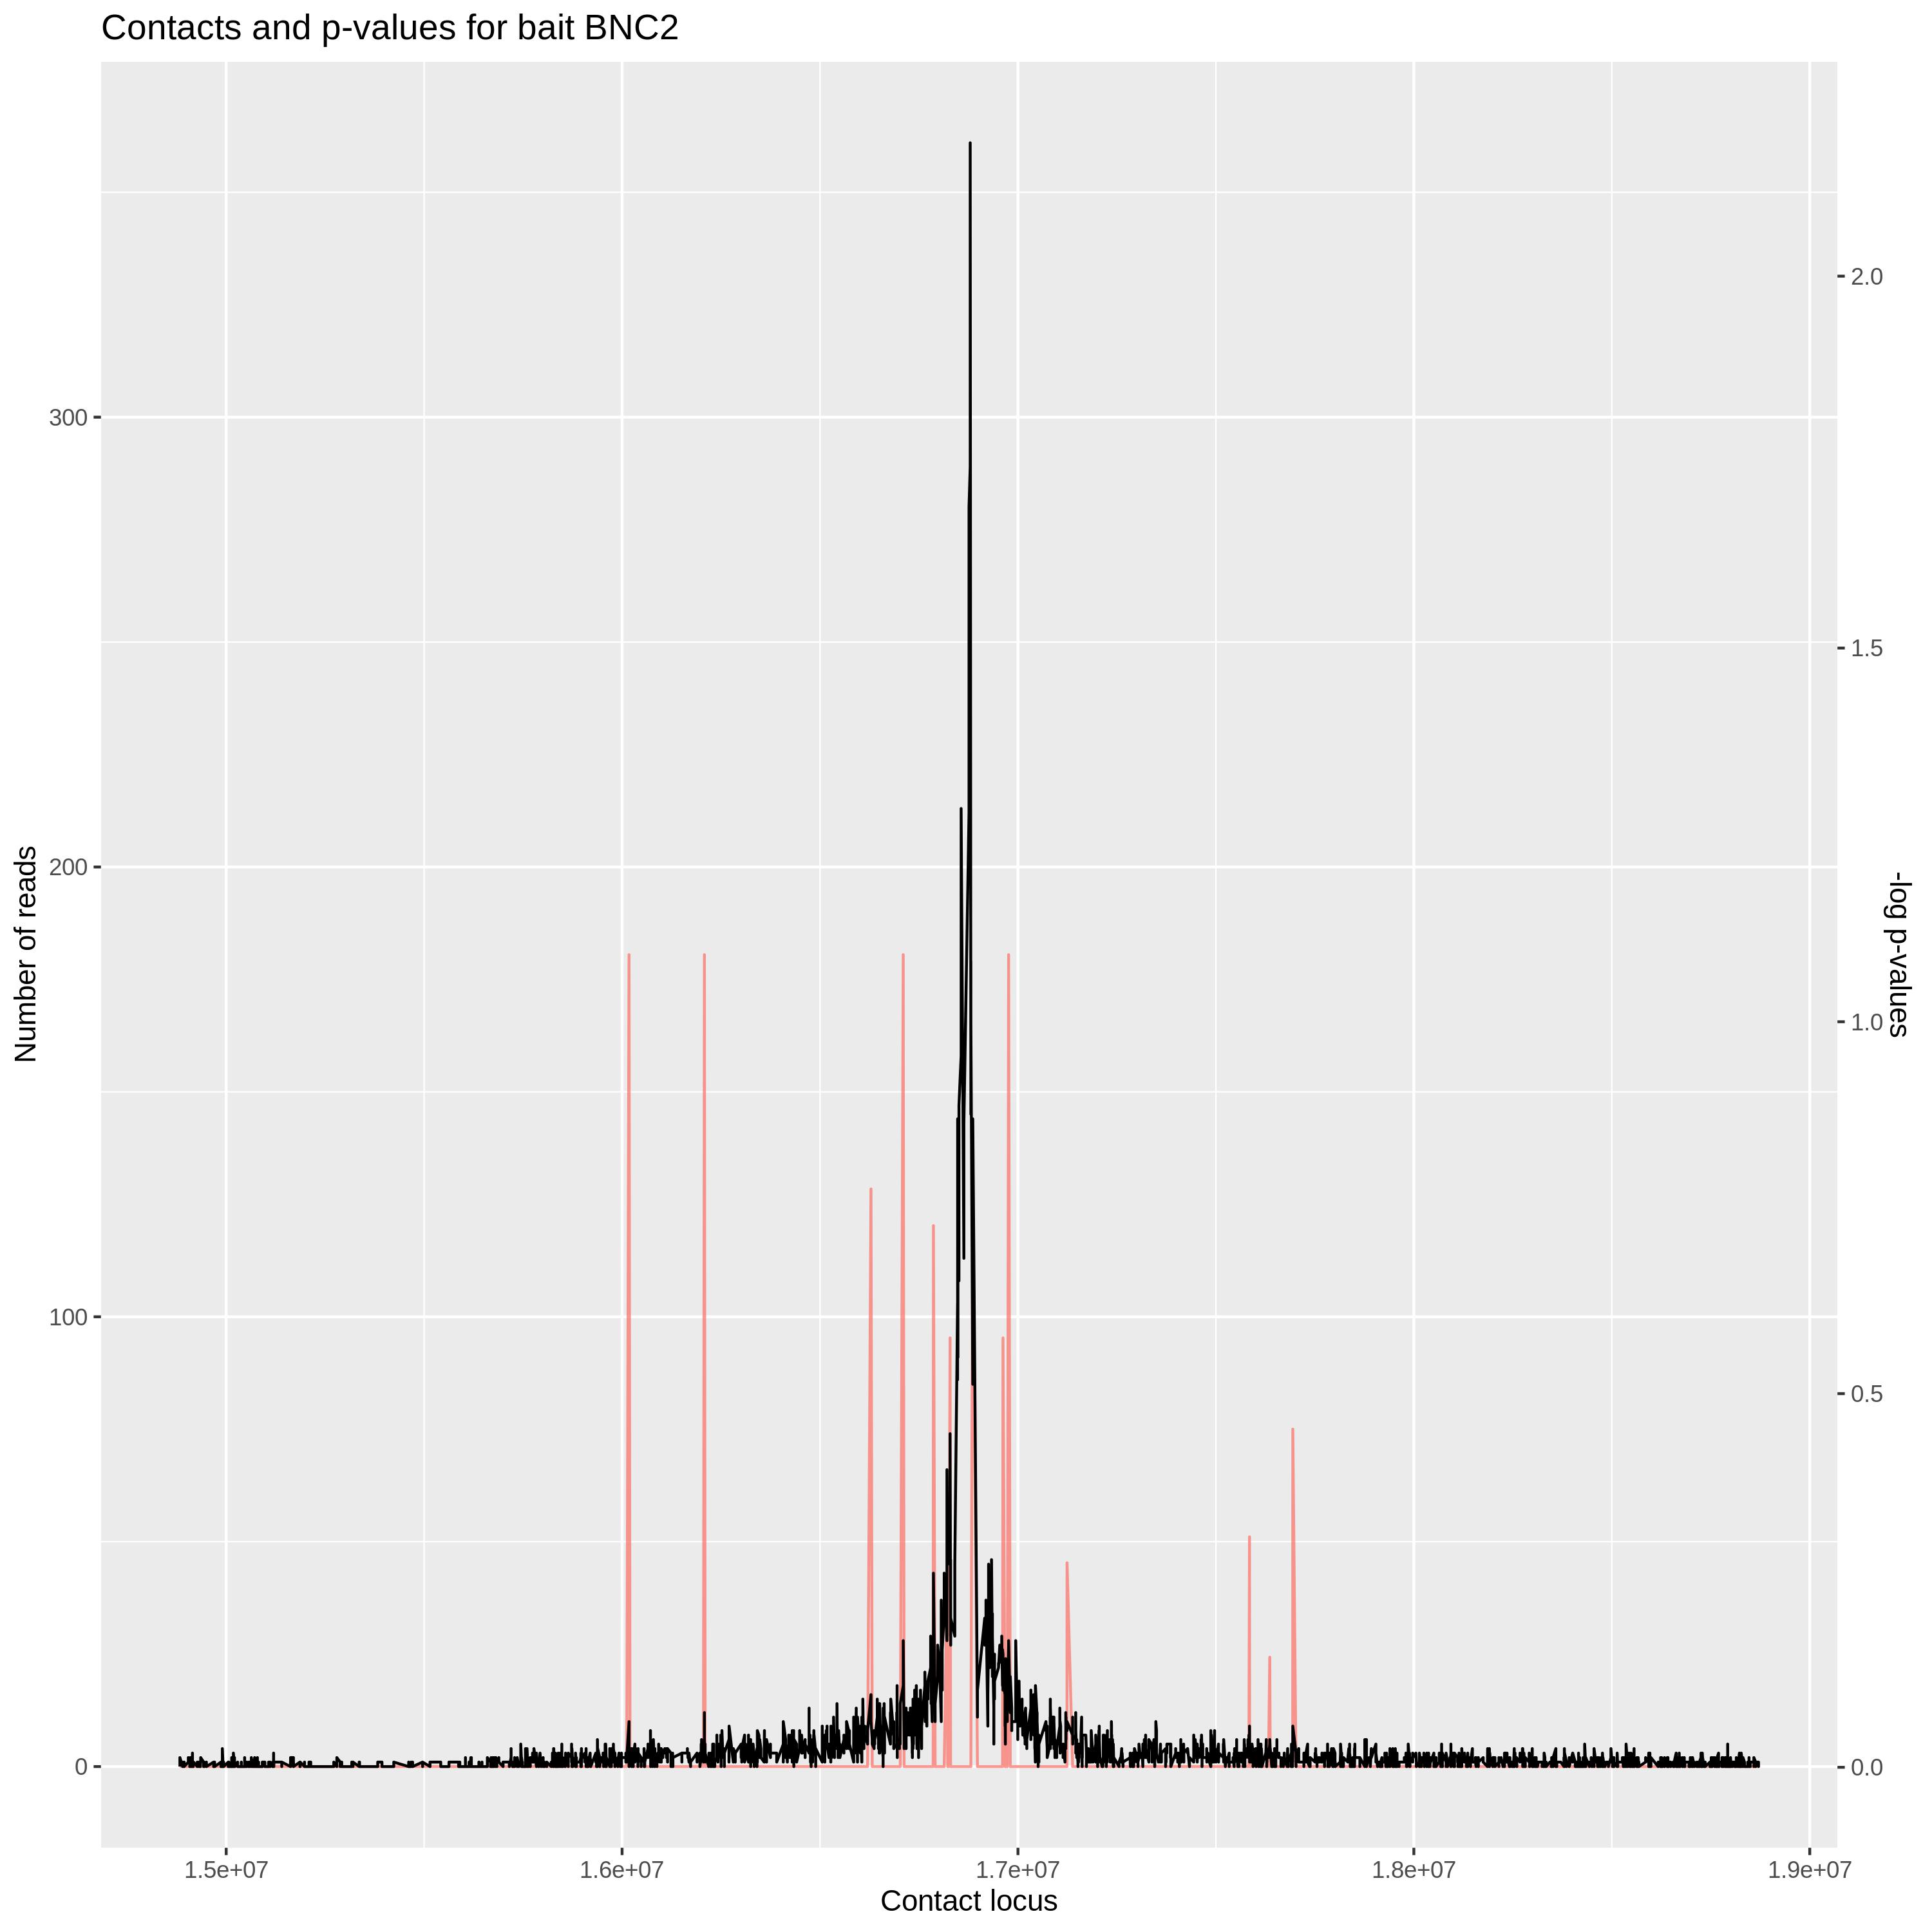 Contacts and p-values for bait BNC2
300
200
100
0
Number of reads
2.0
1.5
1.0
0.5
0.0
-log p-values
1.5e+07
1.6e+07
1.7e+07
1.8e+07
1.9e+07
Contact locus